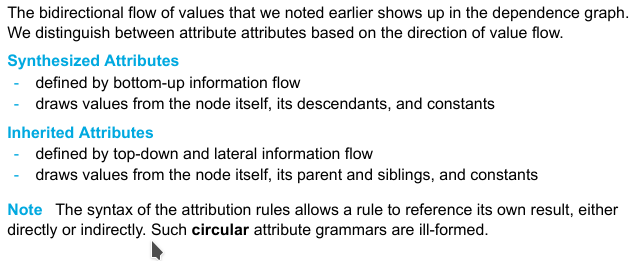 The bidirectional flow of values that we noted earlier shows up in the dependence graph.
We distinguish between attribute attributes based on the direction of value flow.
Synthesized Attributes
- defined by bottom-up information flow
- draws values from the node itself, its descendants, and constants
Inherited Attributes
- defined by top-down and lateral information flow
- draws values from the node itself, its parent and siblings, and constants
Note The syntax of the attribution rules allows a rule to reference its own result, either
directly or indirectly. Such circular attribute grammars are ill-formed.